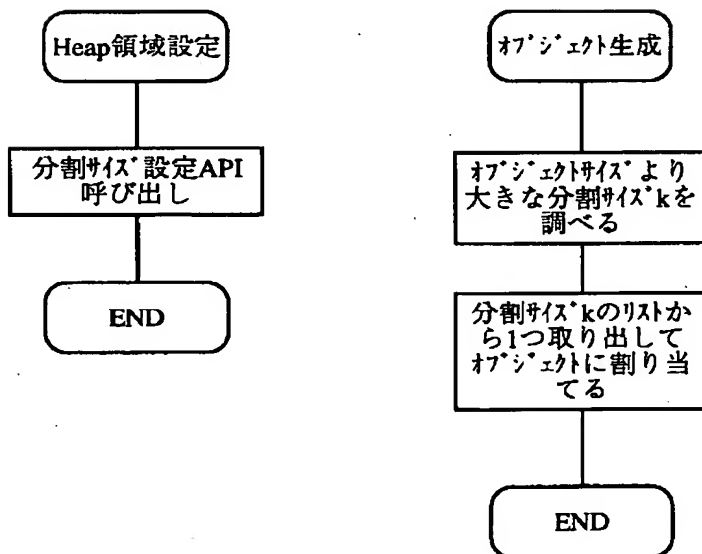 Heap領域設定
分割ｻｲｽﾞ設定API
呼び出し
END
ｵﾌﾞｼﾞｪｸﾄ生成
ｵﾌﾞｼﾞｪｸﾄｻｲｽﾞより
大きな分割ｻｲｽﾞkを
調べる
分割ｻｲｽﾞkのﾘｽﾄか
ら1つ取り出して
ｵﾌﾞｼﾞｪｸﾄに割り当
てる
END